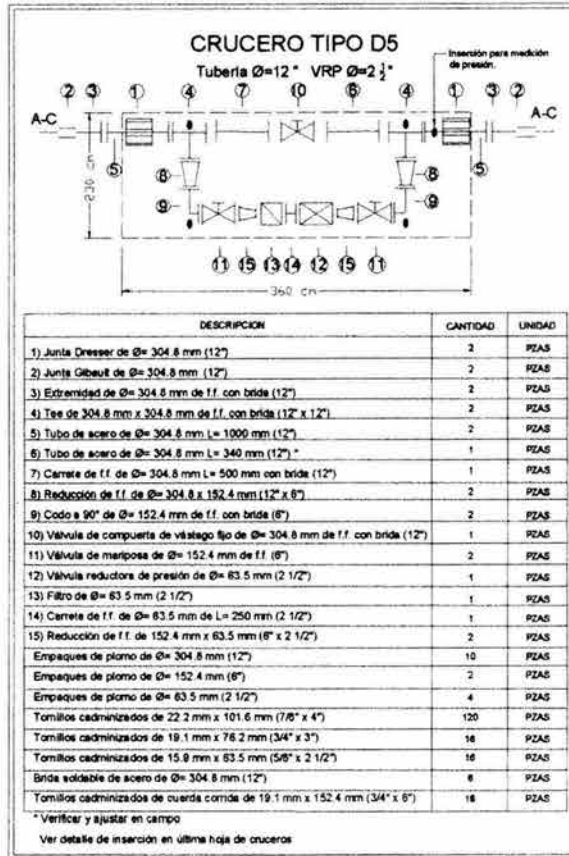 CRUCERO TIPO D5
Tubería Ø=12" VRP Ø=2 ½"
Inserción para medición
de presión.
2 3 1 4 7 10 6 4 1 3 2
A-C A-C
5 5
8 8
230 cm
9 9
11 15 13 14 12 15 11
360 cm
DESCRIPCION CANTIDAD UNIDAD
1) Junta Dresser de Ø= 304.8 mm (12") 2 PZAS
2) Junta Gibault de Ø= 304.8 mm (12") 2 PZAS
3) Extremidad de Ø= 304.8 mm de f.f. con brida (12") 2 PZAS
4) Tee de 304.8 mm x 304.8 mm de f.f. con brida (12" x 12") 2 PZAS
5) Tubo de acero de Ø= 304.8 mm L= 1000 mm (12") 2 PZAS
6) Tubo de acero de Ø= 304.8 mm L= 340 mm (12") * 1 PZAS
7) Carrete de f.f. de Ø= 304.8 mm L= 500 mm con brida (12") 1 PZAS
8) Reducción de f.f. de Ø= 304.8 x 152.4 mm (12" x 6") 2 PZAS
9) Codo a 90° de Ø= 152.4 mm de f.f. con brida (6") 2 PZAS
10) Válvula de compuerta de vástago fijo de Ø= 304.8 mm de f.f. con brida (12") 1 PZAS
11) Válvula de mariposa de Ø= 152.4 mm de f.f. (6") 2 PZAS
12) Válvula reductora de presión de Ø= 63.5 mm (2 1/2") 1 PZAS
13) Filtro de Ø= 63.5 mm (2 1/2") 1 PZAS
14) Carrete de f.f. de Ø= 63.5 mm de L= 250 mm (2 1/2") 1 PZAS
15) Reducción de f.f. de 152.4 mm x 63.5 mm (6" x 2 1/2") 2 PZAS
Empaques de plomo de Ø= 304.8 mm (12") 10 PZAS
Empaques de plomo de Ø= 152.4 mm (6") 2 PZAS
Empaques de plomo de Ø= 63.5 mm (2 1/2") 4 PZAS
Tornillos cadminizados de 22.2 mm x 101.6 mm (7/8" x 4") 120 PZAS
Tornillos cadminizados de 19.1 mm x 76.2 mm (3/4" x 3") 16 PZAS
Tornillos cadminizados de 15.9 mm x 63.5 mm (5/8" x 2 1/2") 16 PZAS
Brida soldable de acero de Ø= 304.8 mm (12") 6 PZAS
Tornillos cadminizados de cuerda corrida de 19.1 mm x 152.4 mm (3/4" x 6") 16 PZAS
* Verificar y ajustar en campo
Ver detalle de inserción en última hoja de cruceros